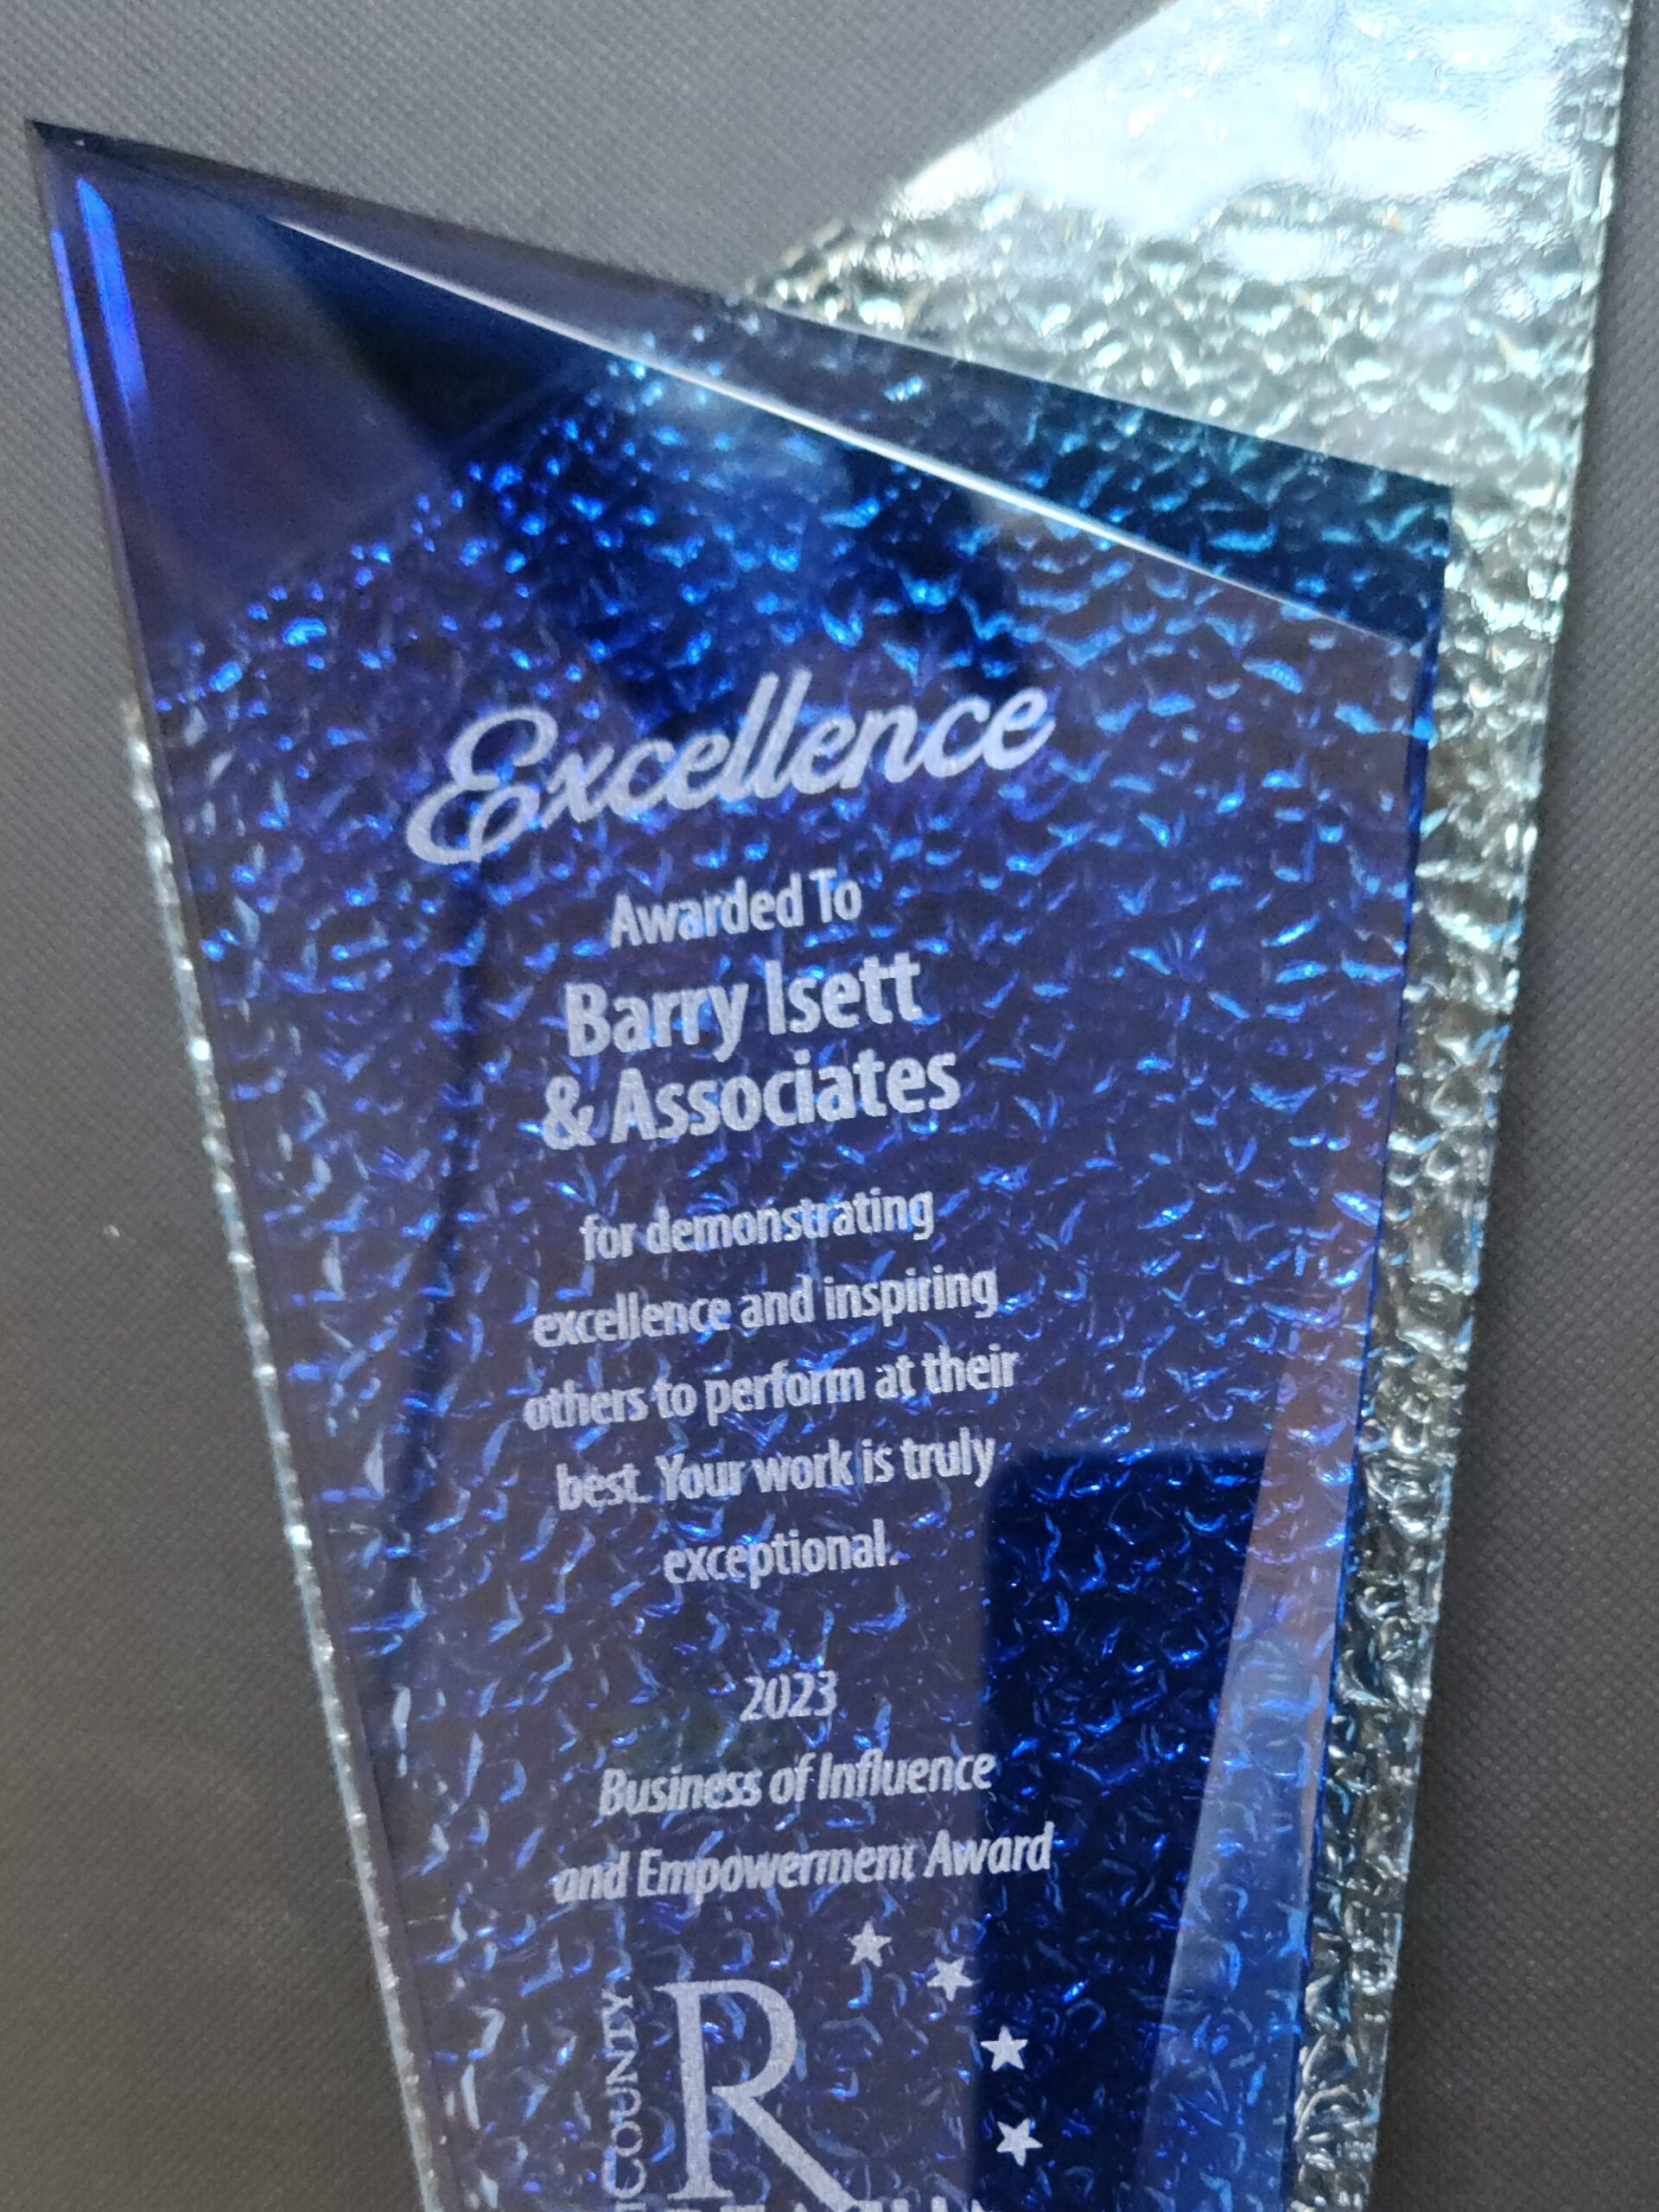 Excellence
Awarded To
Barry Isett
& Associates
for demonstrating
excellence and inspiring
others to perform at their
best. Your work is truly
exceptional.
2023
Business of Influence
and Empowerment Award
COUNTY
R